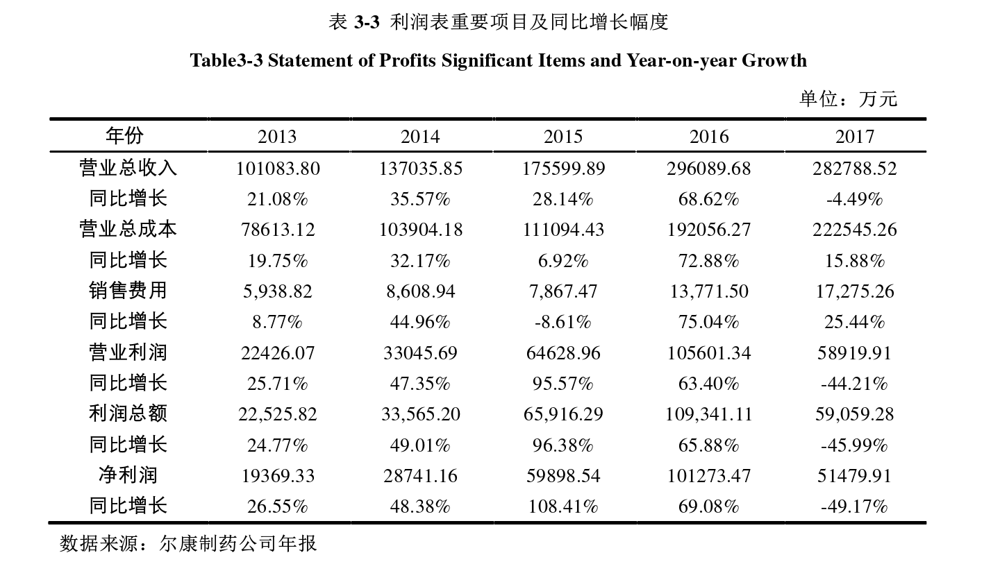 表 3-3 利润表重要项目及同比增长幅度
Table3-3 Statement of Profits Significant Items and Year-on-year Growth
单位：万元
年份 2013 2014 2015 2016 2017
营业总收入 101083.80 137035.85 175599.89 296089.68 282788.52
同比增长 21.08% 35.57% 28.14% 68.62% -4.49%
营业总成本 78613.12 103904.18 111094.43 192056.27 222545.26
同比增长 19.75% 32.17% 6.92% 72.88% 15.88%
销售费用 5,938.82 8,608.94 7,867.47 13,771.50 17,275.26
同比增长 8.77% 44.96% -8.61% 75.04% 25.44%
营业利润 22426.07 33045.69 64628.96 105601.34 58919.91
同比增长 25.71% 47.35% 95.57% 63.40% -44.21%
利润总额 22,525.82 33,565.20 65,916.29 109,341.11 59,059.28
同比增长 24.77% 49.01% 96.38% 65.88% -45.99%
净利润 19369.33 28741.16 59898.54 101273.47 51479.91
同比增长 26.55% 48.38% 108.41% 69.08% -49.17%
数据来源：尔康制药公司年报